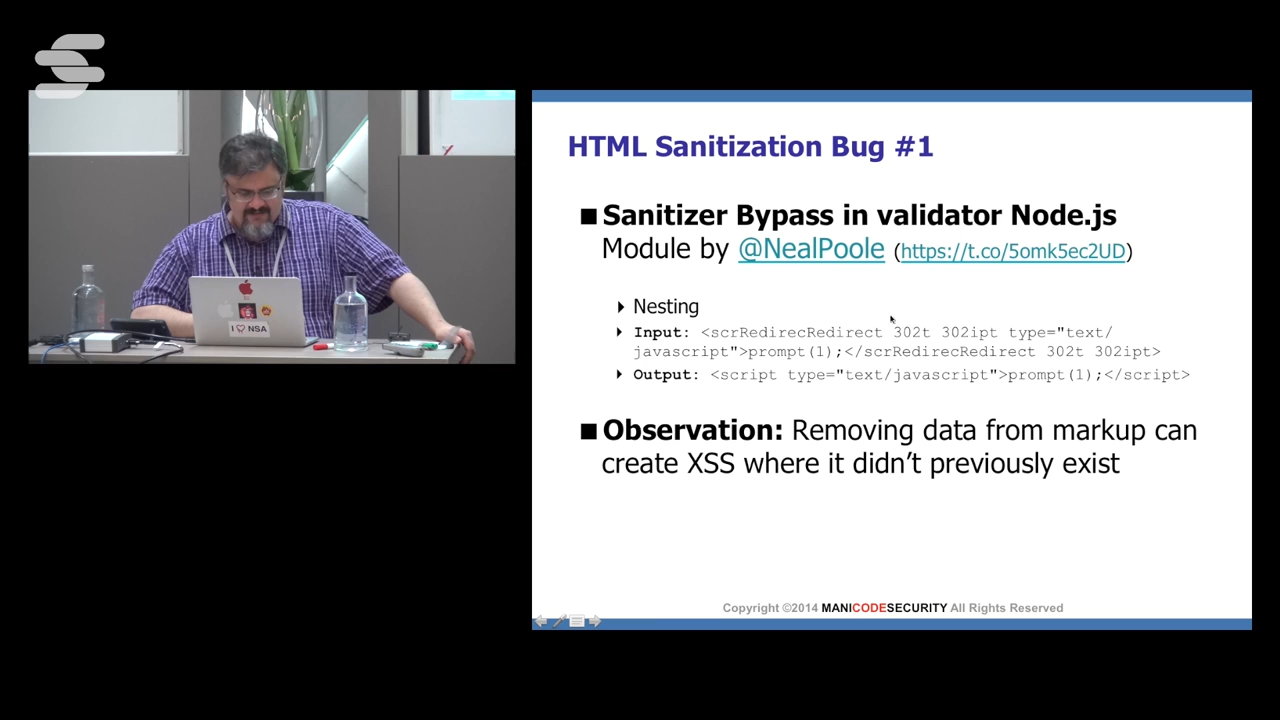 I NSA
HTML Sanitization Bug #1
Sanitizer Bypass in validator Node.js
Module by @NealPoole (https://t.co/5omk5ec2UD)
Nesting
Input: <scrRedirecRedirect 302t 302ipt type="text/
javascript">prompt(1);</scrRedirecRedirect 302t 302ipt>
Output: <script type="text/javascript">prompt(1);</script>
Observation: Removing data from markup can
create XSS where it didn’t previously exist
Copyright ©2014 MANICODESECURITY All Rights Reserved